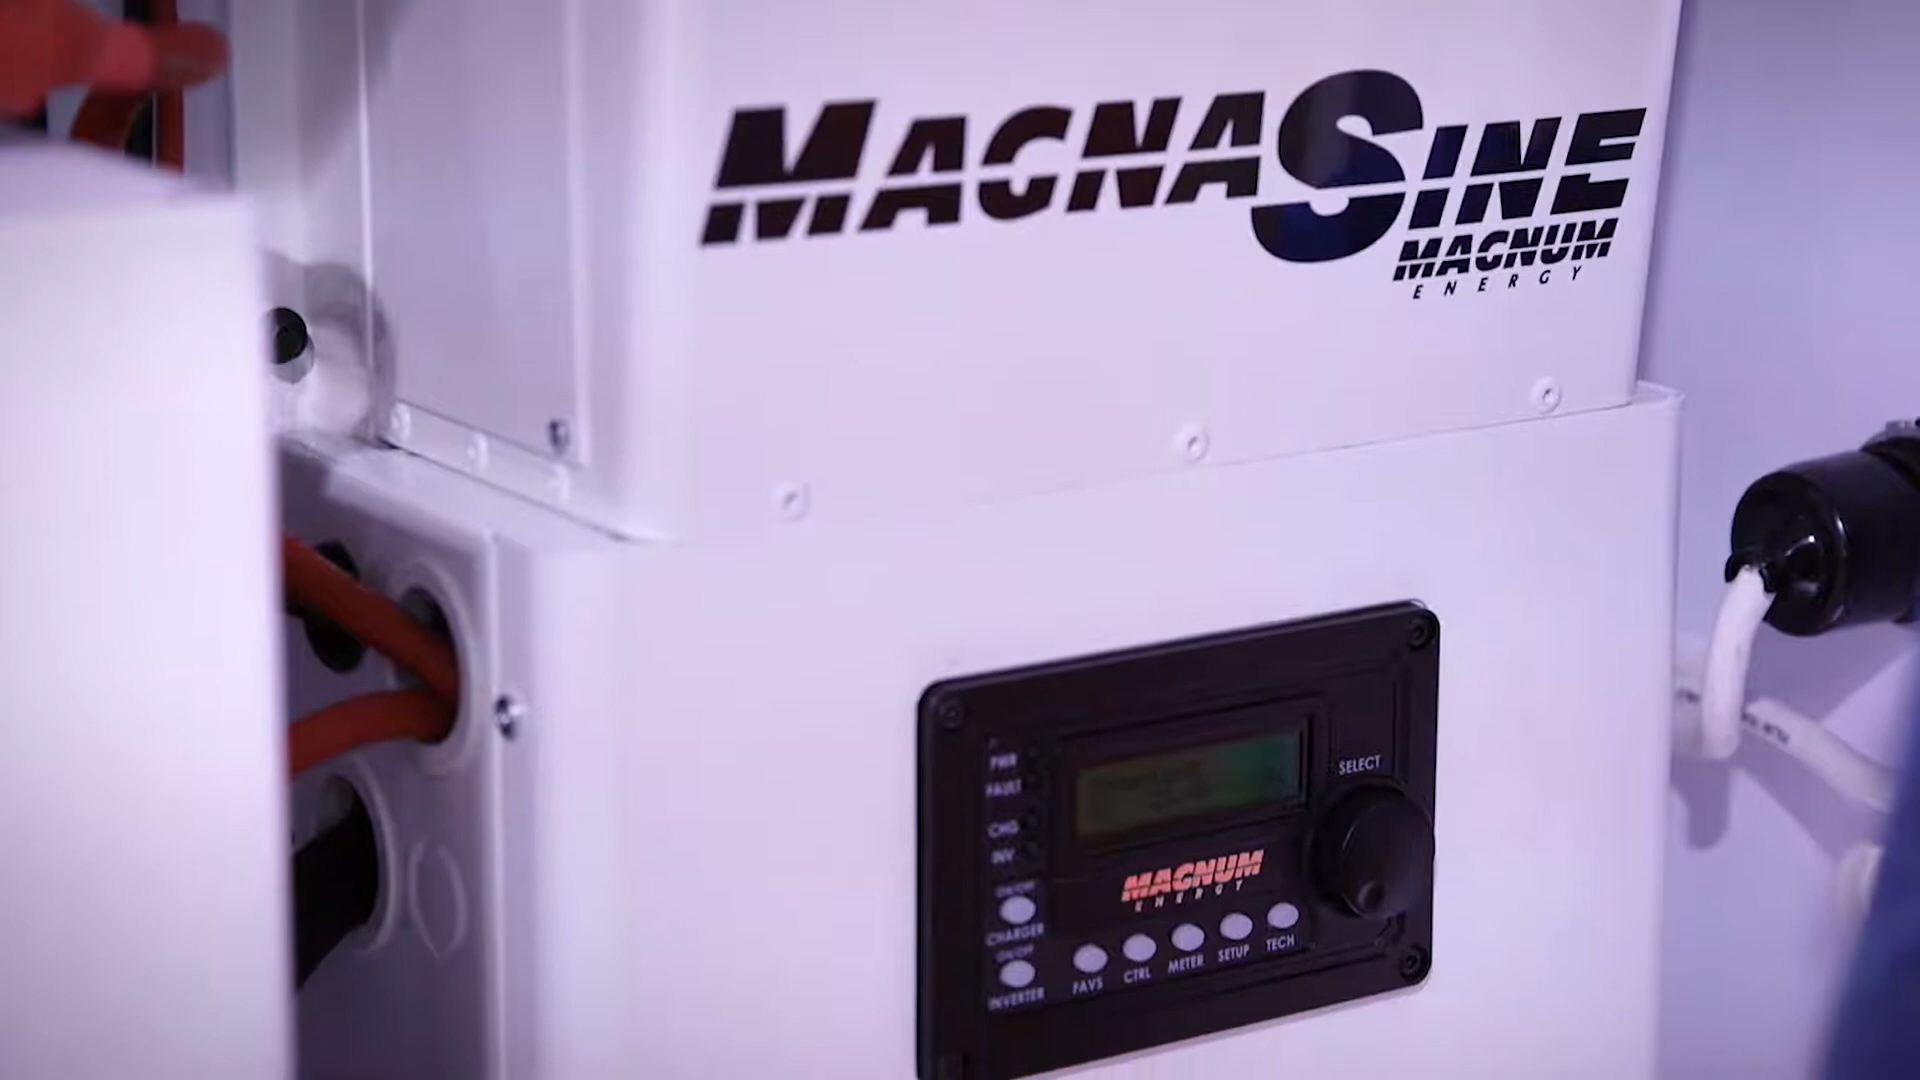 MAGNASINE
MAGNUM
ENERGY
PWR
FAULT
CHG
INV
SELECT
MAGNUM
ENERGY
ON/OFF
CHARGER
ON/OFF
INVERTER
FAVS
CTRL
METER
SETUP
TECH